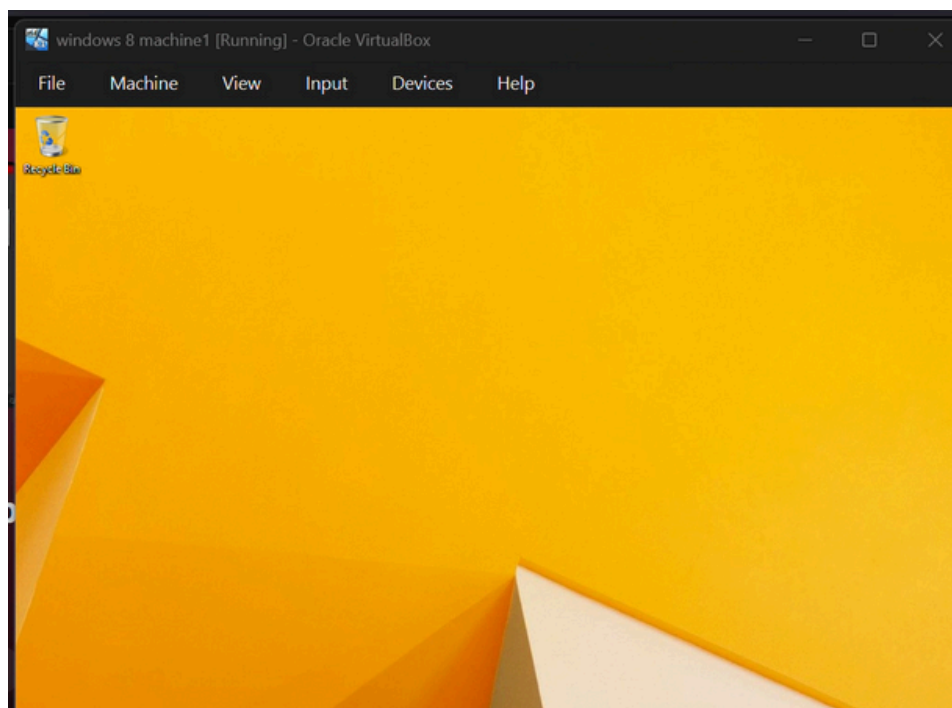 windows 8 machine1 [Running] - Oracle VirtualBox
File Machine View Input Devices Help
Recycle Bin